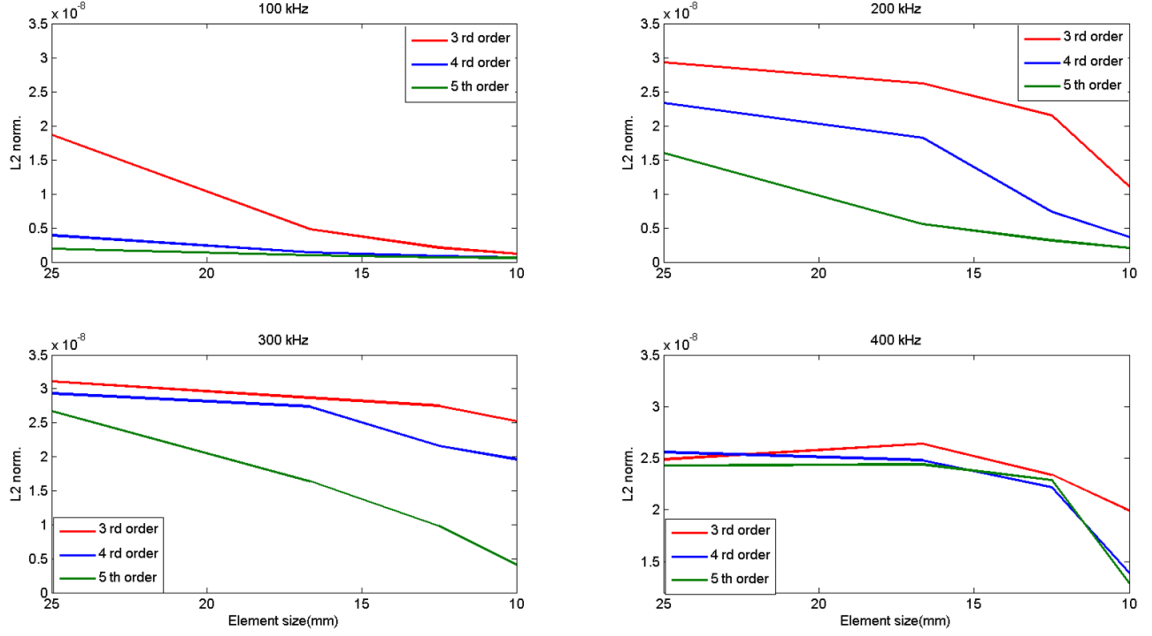 100 kHz
x 10^-8
3.5
3
2.5
2
1.5
1
0.5
0
L2 norm.
25 20 15 10
3 rd order
4 rd order
5 th order
200 kHz
x 10^-8
3.5
3
2.5
2
1.5
1
0.5
0
L2 norm.
25 20 15 10
3 rd order
4 rd order
5 th order
300 kHz
x 10^-8
3.5
3
2.5
2
1.5
1
0.5
0
L2 norm.
25 20 15 10
Element size(mm)
3 rd order
4 rd order
5 th order
400 kHz
x 10^-8
3.5
3
2.5
2
1.5
L2 norm.
25 20 15 10
Element size(mm)
3 rd order
4 rd order
5 th order